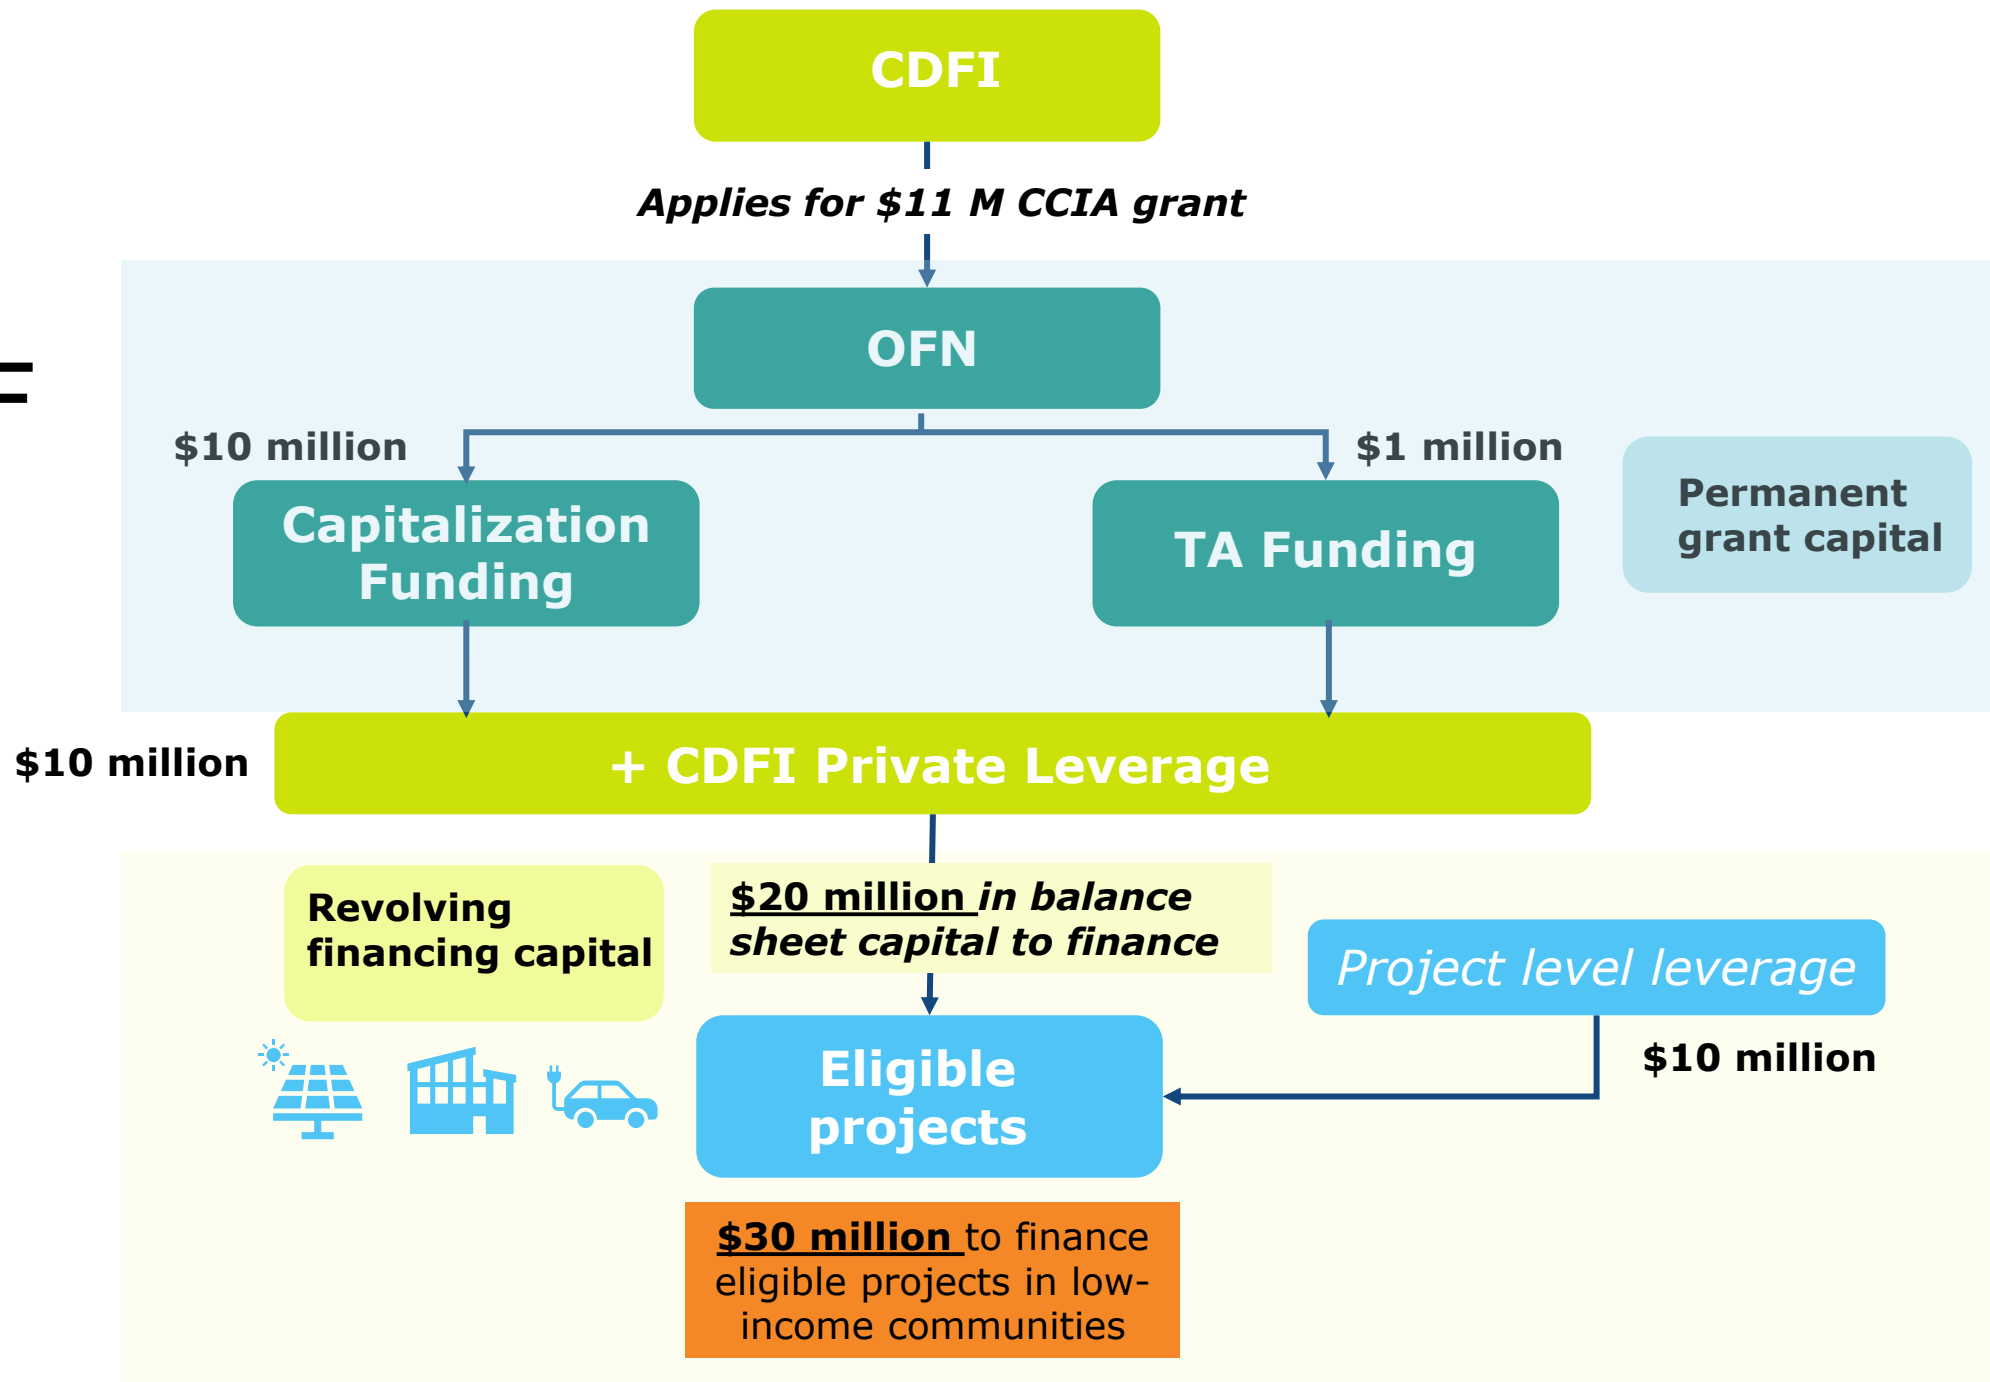 CDFI
Applies for $11 M CCIA grant
OFN
$10 million
$1 million
Capitalization
Funding
TA Funding
Permanent
grant capital
$10 million
+ CDFI Private Leverage
Revolving
financing capital
$20 million in balance
sheet capital to finance
Project level leverage
$10 million
Eligible
projects
$30 million to finance
eligible projects in low-
income communities